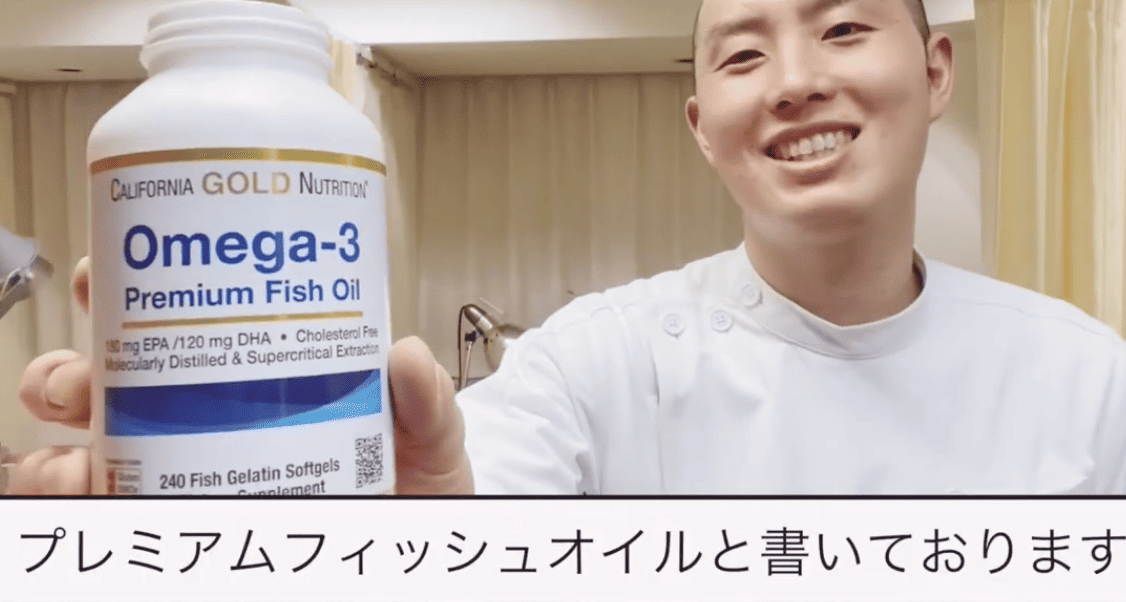 CALIFORNIA GOLD NUTRITION®
Omega-3
Premium Fish Oil
180 mg EPA /120 mg DHA • Cholesterol Free
Molecularly Distilled & Supercritical Extraction
240 Fish Gelatin Softgels
Supplement
プレミアムフィッシュオイルと書いております